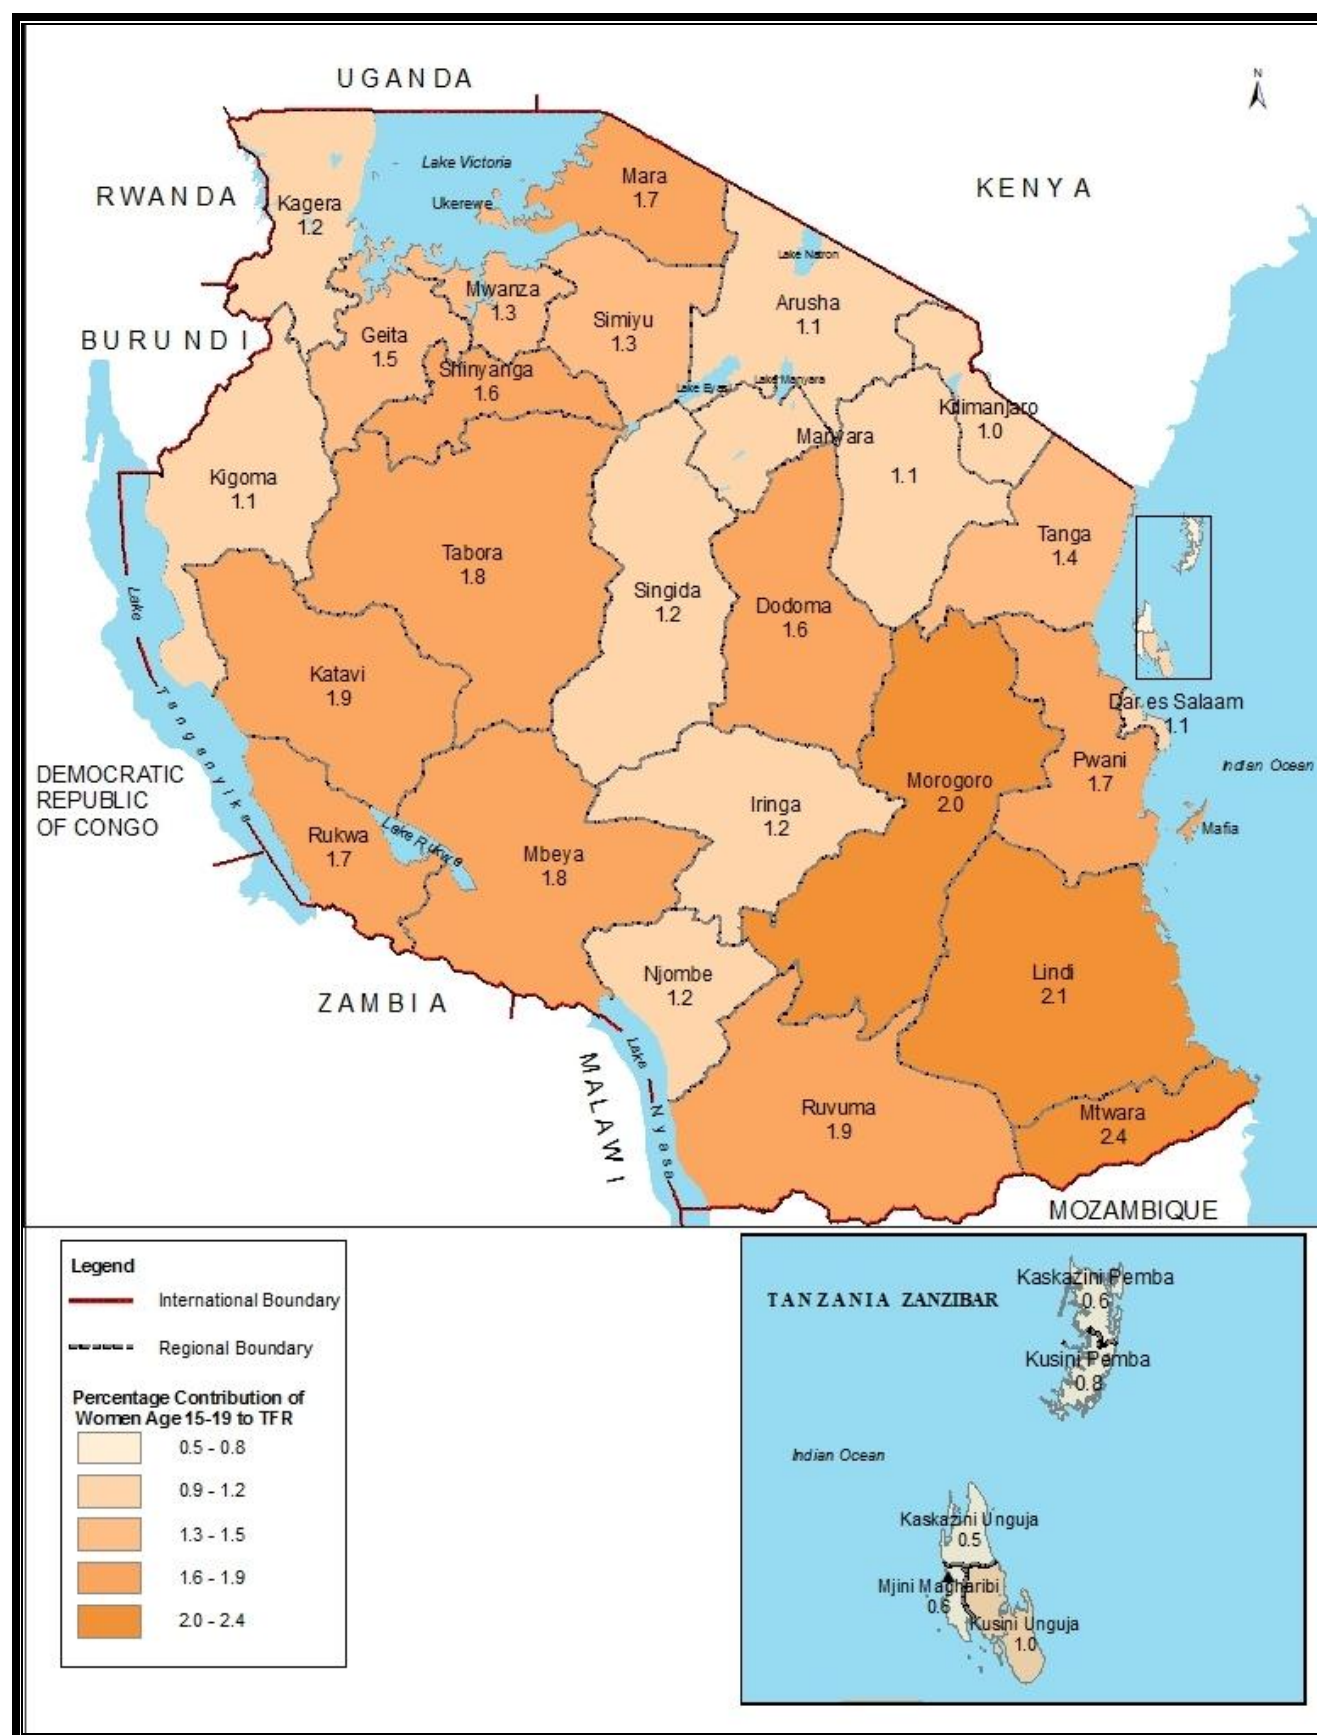 N
UGANDA
RWANDA
KENYA
BURUNDI
Lake Victoria
Ukerewe
Kagera
1.2
Mara
1.7
Lake Natron
Mwanza
1.3
Simiyu
1.3
Arusha
1.1
Geita
1.5
Shinyanga
1.6
Lake Eyasi
Lake Manyara
Kilimanjaro
1.0
Manyara
1.1
Kigoma
1.1
Tabora
1.8
Singida
1.2
Dodoma
1.6
Tanga
1.4
Katavi
1.9
Lake Tanganyika
Dar es Salaam
1.1
Pwani
1.7
Indian Ocean
Mafia
DEMOCRATIC
REPUBLIC
OF CONGO
Morogoro
2.0
Iringa
1.2
Rukwa
1.7
Lake Rukwa
Mbeya
1.8
Njombe
1.2
Lindi
2.1
ZAMBIA
MALAWI
Lake Nyasa
Ruvuma
1.9
Mtwara
2.4
MOZAMBIQUE
Legend
International Boundary
Regional Boundary
Percentage Contribution of
Women Age 15-19 to TFR
0.5 - 0.8
0.9 - 1.2
1.3 - 1.5
1.6 - 1.9
2.0 - 2.4
TANZANIA ZANZIBAR
Kaskazini Pemba
0.6
Kusini Pemba
0.8
Indian Ocean
Kaskazini Unguja
0.5
Mjini Magharibi
0.6
Kusini Unguja
1.0